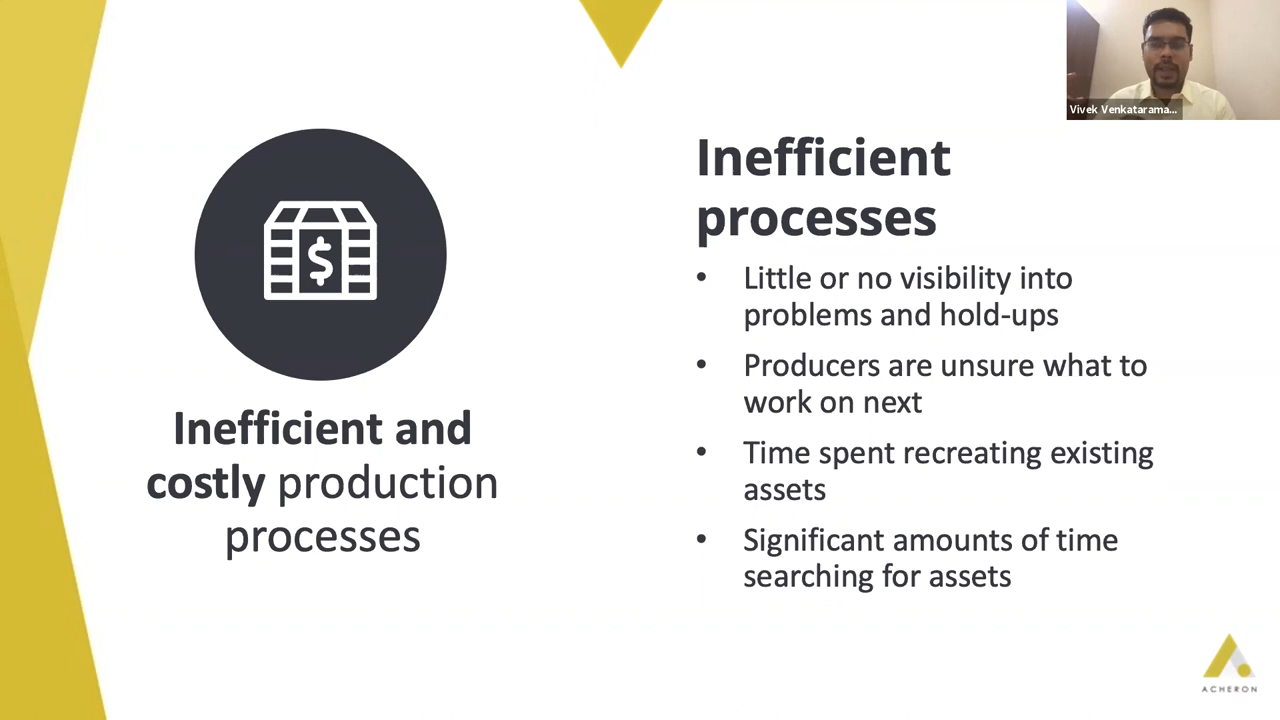 Vivek Venkatarama...
Inefficient
processes
• Little or no visibility into
problems and hold-ups
• Producers are unsure what to
work on next
• Time spent recreating existing
assets
• Significant amounts of time
searching for assets
$
Inefficient and
costly production
processes
ACHERON